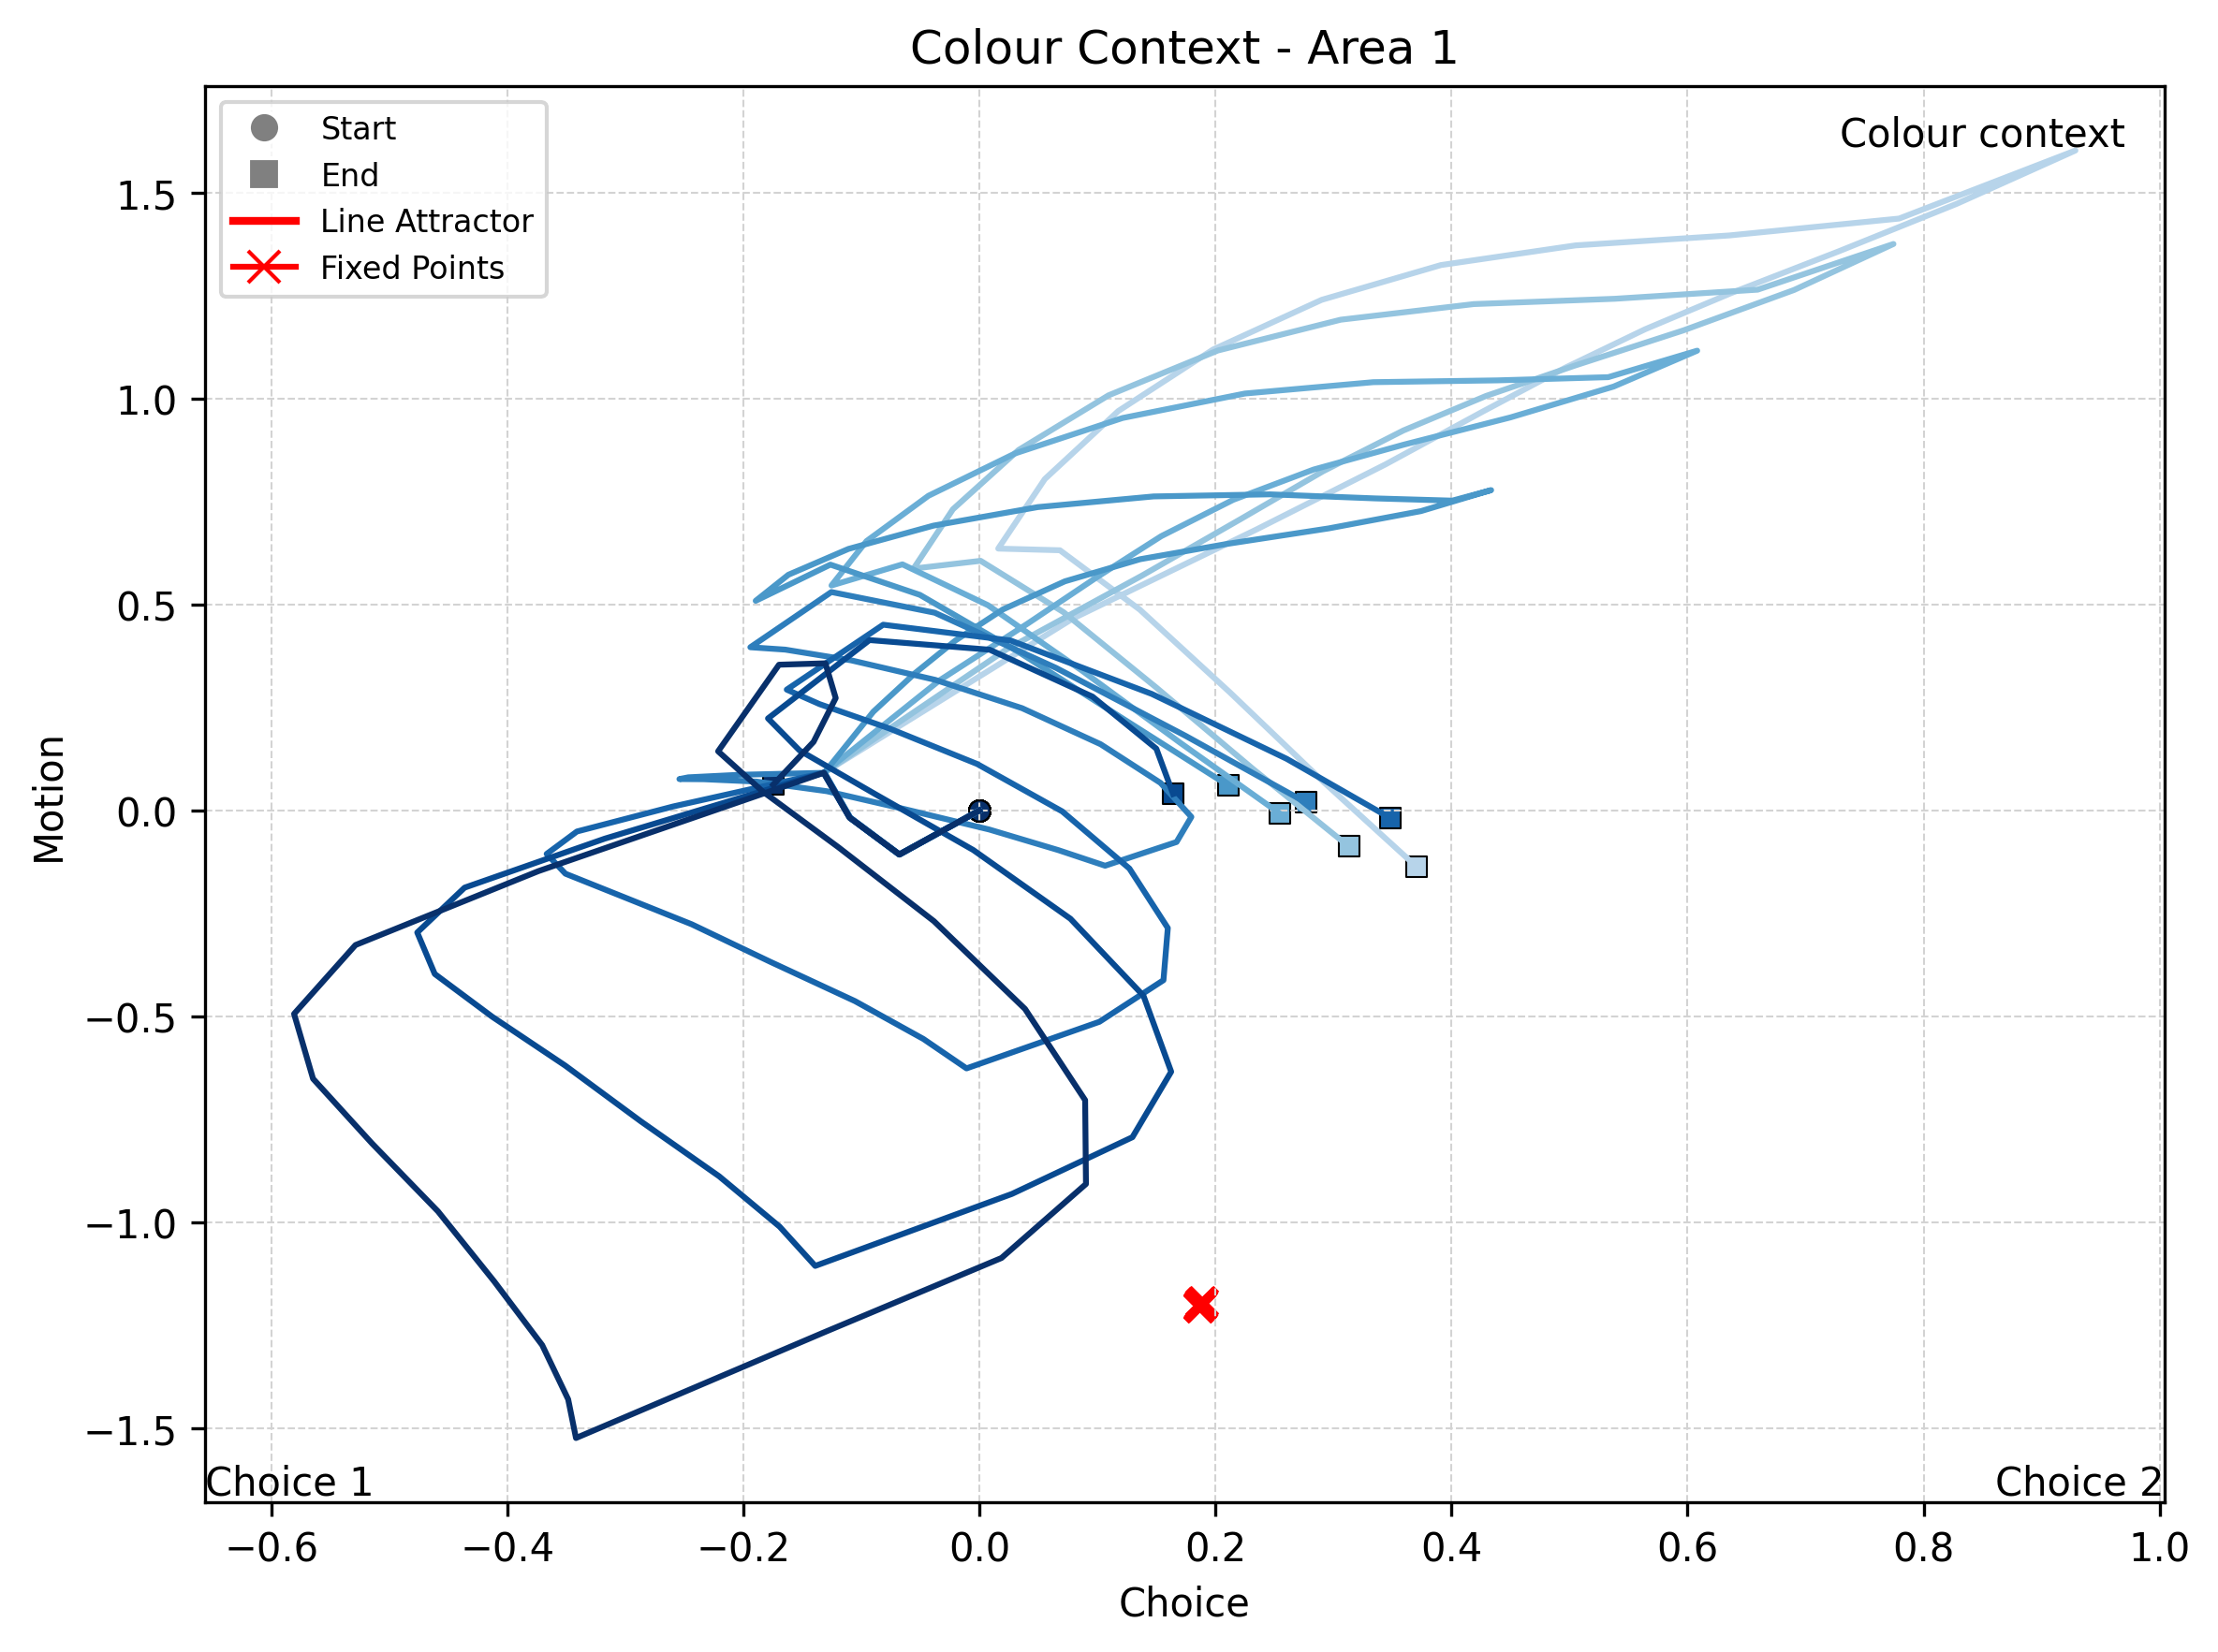 Colour Context - Area 1
Start
End
Line Attractor
Fixed Points
Colour context
1.5
1.0
0.5
0.0
−0.5
−1.0
−1.5
Motion
Choice 1
Choice 2
−0.6
−0.4
−0.2
0.0
0.2
0.4
0.6
0.8
1.0
Choice